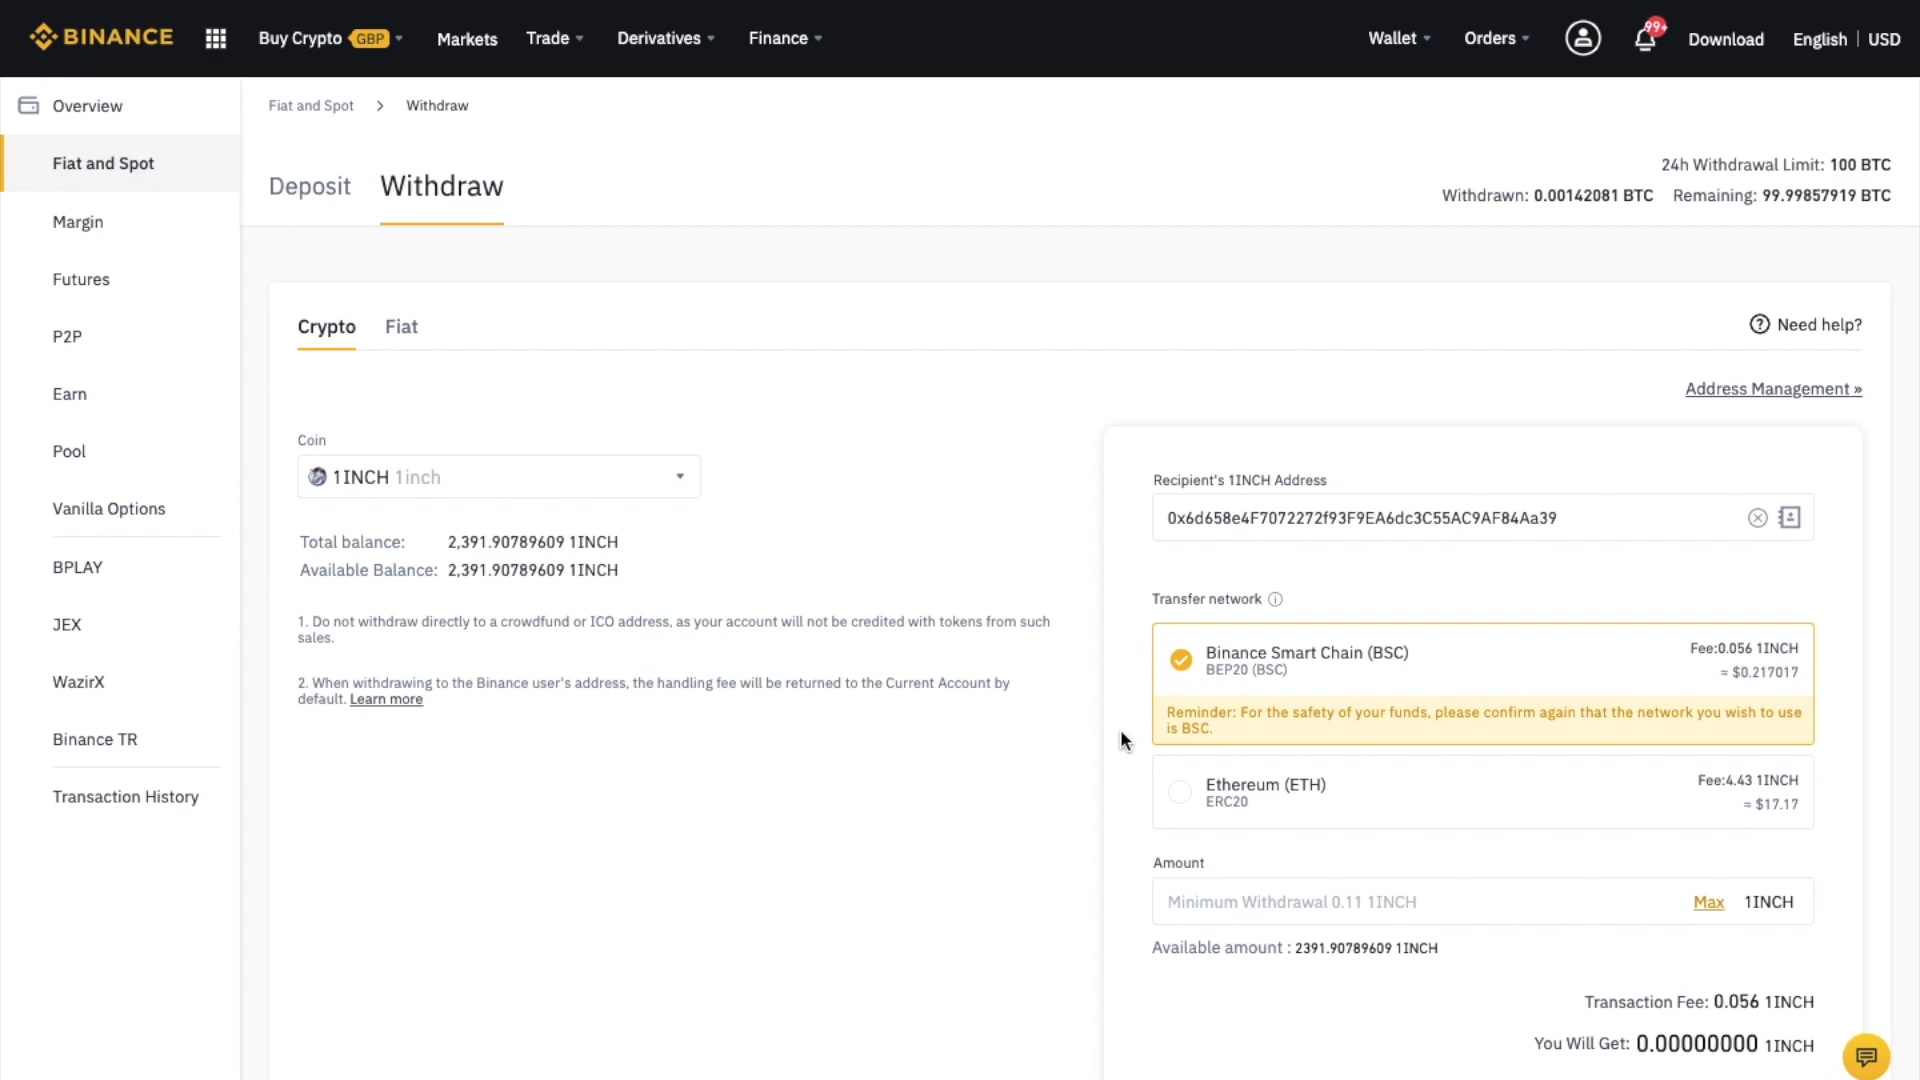 BINANCE
Buy Crypto GBP
Markets
Trade
Derivatives
Finance
Wallet
Orders
99+
Download
English | USD
Overview
Fiat and Spot
Margin
Futures
P2P
Earn
Pool
Vanilla Options
BPLAY
JEX
WazirX
Binance TR
Transaction History
Fiat and Spot > Withdraw
Deposit
Withdraw
24h Withdrawal Limit: 100 BTC
Withdrawn: 0.00142081 BTC Remaining: 99.99857919 BTC
Crypto
Fiat
Need help?
Address Management »
Coin
1INCH 1inch
Total balance: 2,391.90789609 1INCH
Available Balance: 2,391.90789609 1INCH
1. Do not withdraw directly to a crowdfund or ICO address, as your account will not be credited with tokens from such
sales.
2. When withdrawing to the Binance user's address, the handling fee will be returned to the Current Account by
default. Learn more
Recipient's 1INCH Address
0x6d658e4F7072272f93F9EA6dc3C55AC9AF84Aa39
Transfer network
Binance Smart Chain (BSC)
BEP20 (BSC)
Fee:0.056 1INCH
≈ $0.217017
Reminder: For the safety of your funds, please confirm again that the network you wish to use
is BSC.
Ethereum (ETH)
ERC20
Fee:4.43 1INCH
≈ $17.17
Amount
Minimum Withdrawal 0.11 1INCH
Max 1INCH
Available amount : 2391.90789609 1INCH
Transaction Fee: 0.056 1INCH
You Will Get: 0.00000000 1INCH